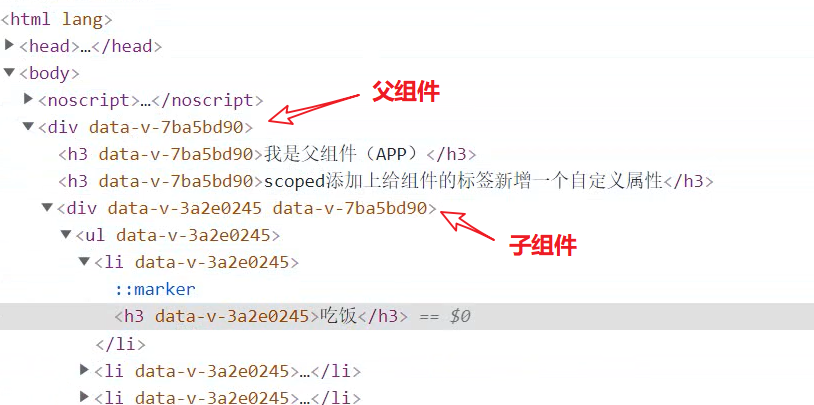 <html lang>
<head>…</head>
<body>
<noscript>…</noscript>
父组件
<div data-v-7ba5bd90>
<h3 data-v-7ba5bd90>我是父组件（APP）</h3>
<h3 data-v-7ba5bd90>scoped添加上给组件的标签新增一个自定义属性</h3>
<div data-v-3a2e0245 data-v-7ba5bd90>
子组件
<ul data-v-3a2e0245>
<li data-v-3a2e0245>
::marker
<h3 data-v-3a2e0245>吃饭</h3> == $0
</li>
<li data-v-3a2e0245>…</li>
<li data-v-3a2e0245>…</li>